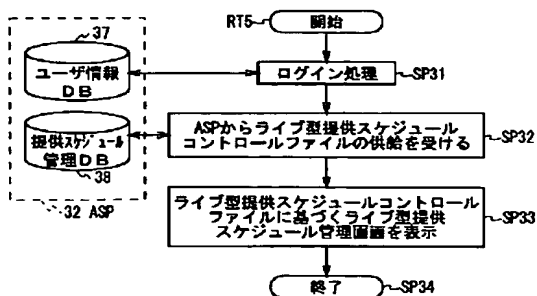 RT5
開始
37
ユーザ情報
DB
ログイン処理
SP31
提供スケジュール
管理DB
38
32 ASP
ASPからライブ型提供スケジュール
コントロールファイルの供給を受ける
SP32
ライブ型提供スケジュールコントロール
ファイルに基づくライブ型提供
スケジュール管理画面を表示
SP33
終了
SP34